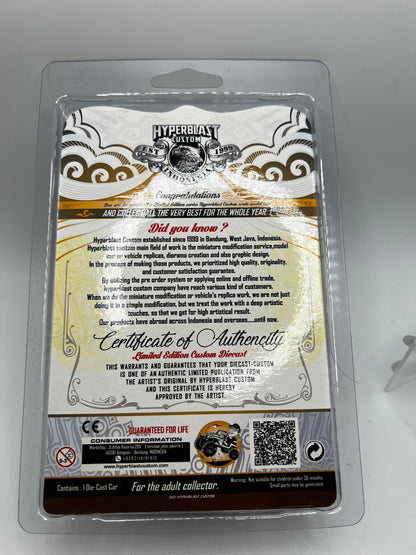 HYPERBLAST
CUSTOM
EST 1999
INDONESIA
Congratulations
AND COLLECT ALL THE VERY BEST FOR THE WHOLE YEAR
Did you know ?
Hyperblast Custom established since 1999 in Bandung, West Java, Indonesia.
Hyperblast custom main field of work is the miniature modification service,model
car or vehicle replicas, diorama creation and also graphic design.
In the process of making those products, we prioritized high quality, originality,
and customer satisfaction guarantee.
By utilizing the pre order system or applying online and offline trade,
hyperblast custom have reach various kind of customers.
When we do the miniature modification or vehicle's replica work, we are not just
doing it in a simple modification, but we treat the work with a deep artistic
touches, so that we get for high artistical result.
Our products have abroad across Indonesia and overseas.....until now.
Certificate of Authencity
Limited Edition Custom Diecast
THIS WARRANTS AND GUARANTEES THAT YOUR DIECAST-CUSTOM
IS ONE OF AN AUTHENTIC LIMITED PUBLICATION FROM
THE ARTIST'S ORIGINAL BY HYPERBLAST CUSTOM
AND THIS CERTIFICATE IS HEREBY
APPROVED BY THE ARTIST.
CE
GUARANTEED FOR LIFE
CONSUMER INFORMATION
40291 Antapani - Bandung INDONESIA
www.hyperblastcustom.com
Warning : Not suitable for children under 36 months.
Small parts may be generated.
Contains : 1 Die-Cast Car
For the adult collector.
2021 HYPERBLAST CUSTOM